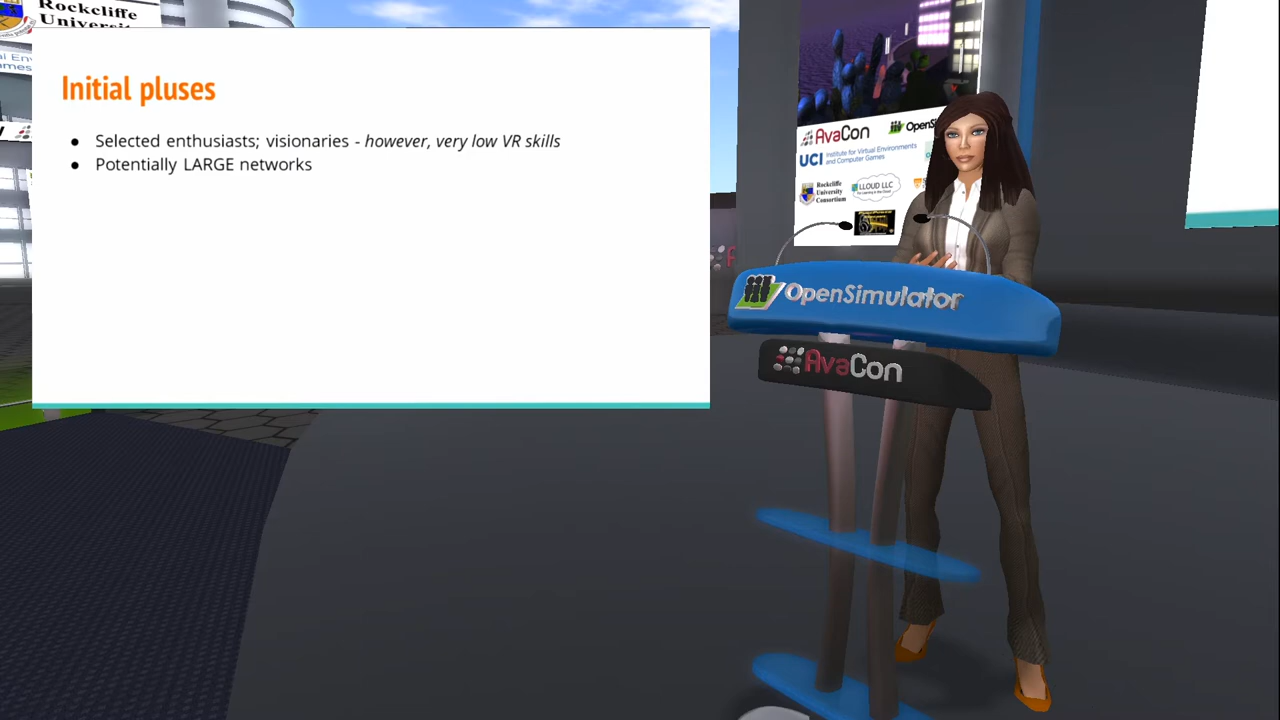 Rockcliffe
University
Initial pluses
● Selected enthusiasts; visionaries - however, very low VR skills
● Potentially LARGE networks
AvaCon
UCI Institute for Virtual Environments
and Computer Games
Rockcliffe
University
Consortium
LLOUD LLC
OpenSimulator
AvaCon